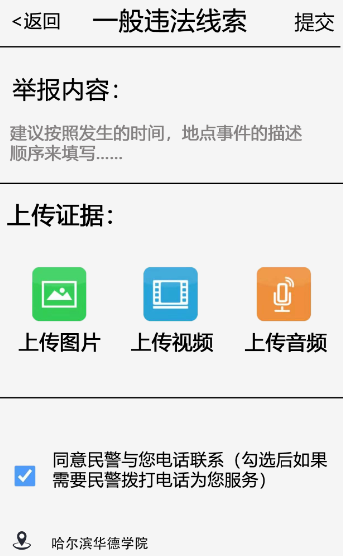 <返回 一般违法线索 提交
举报内容：
建议按照发生的时间，地点事件的描述
顺序来填写......
上传证据：
上传图片 上传视频 上传音频
同意民警与您电话联系（勾选后如果
需要民警拨打电话为您服务）
哈尔滨华德学院